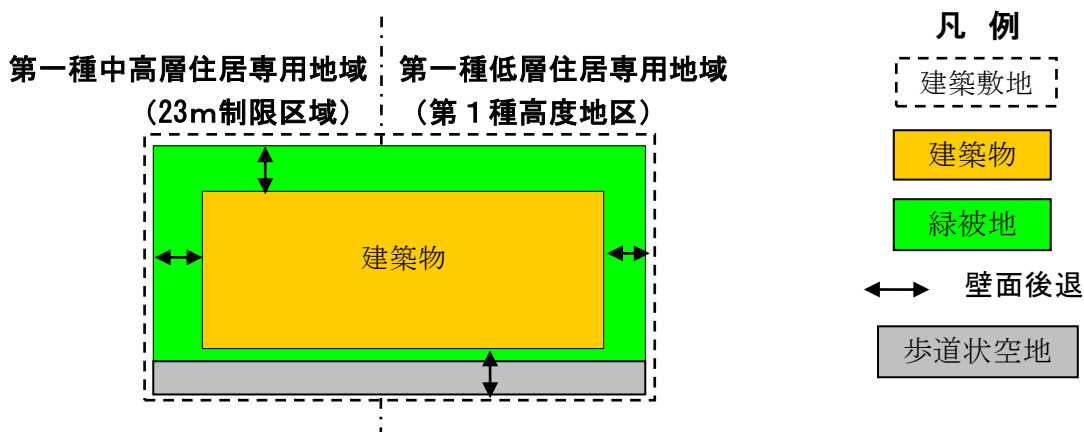 第一種中高層住居専用地域
(23m制限区域)
第一種低層住居専用地域
(第1種高度地区)
建築物
凡 例
建築敷地
建築物
緑被地
壁面後退
歩道状空地